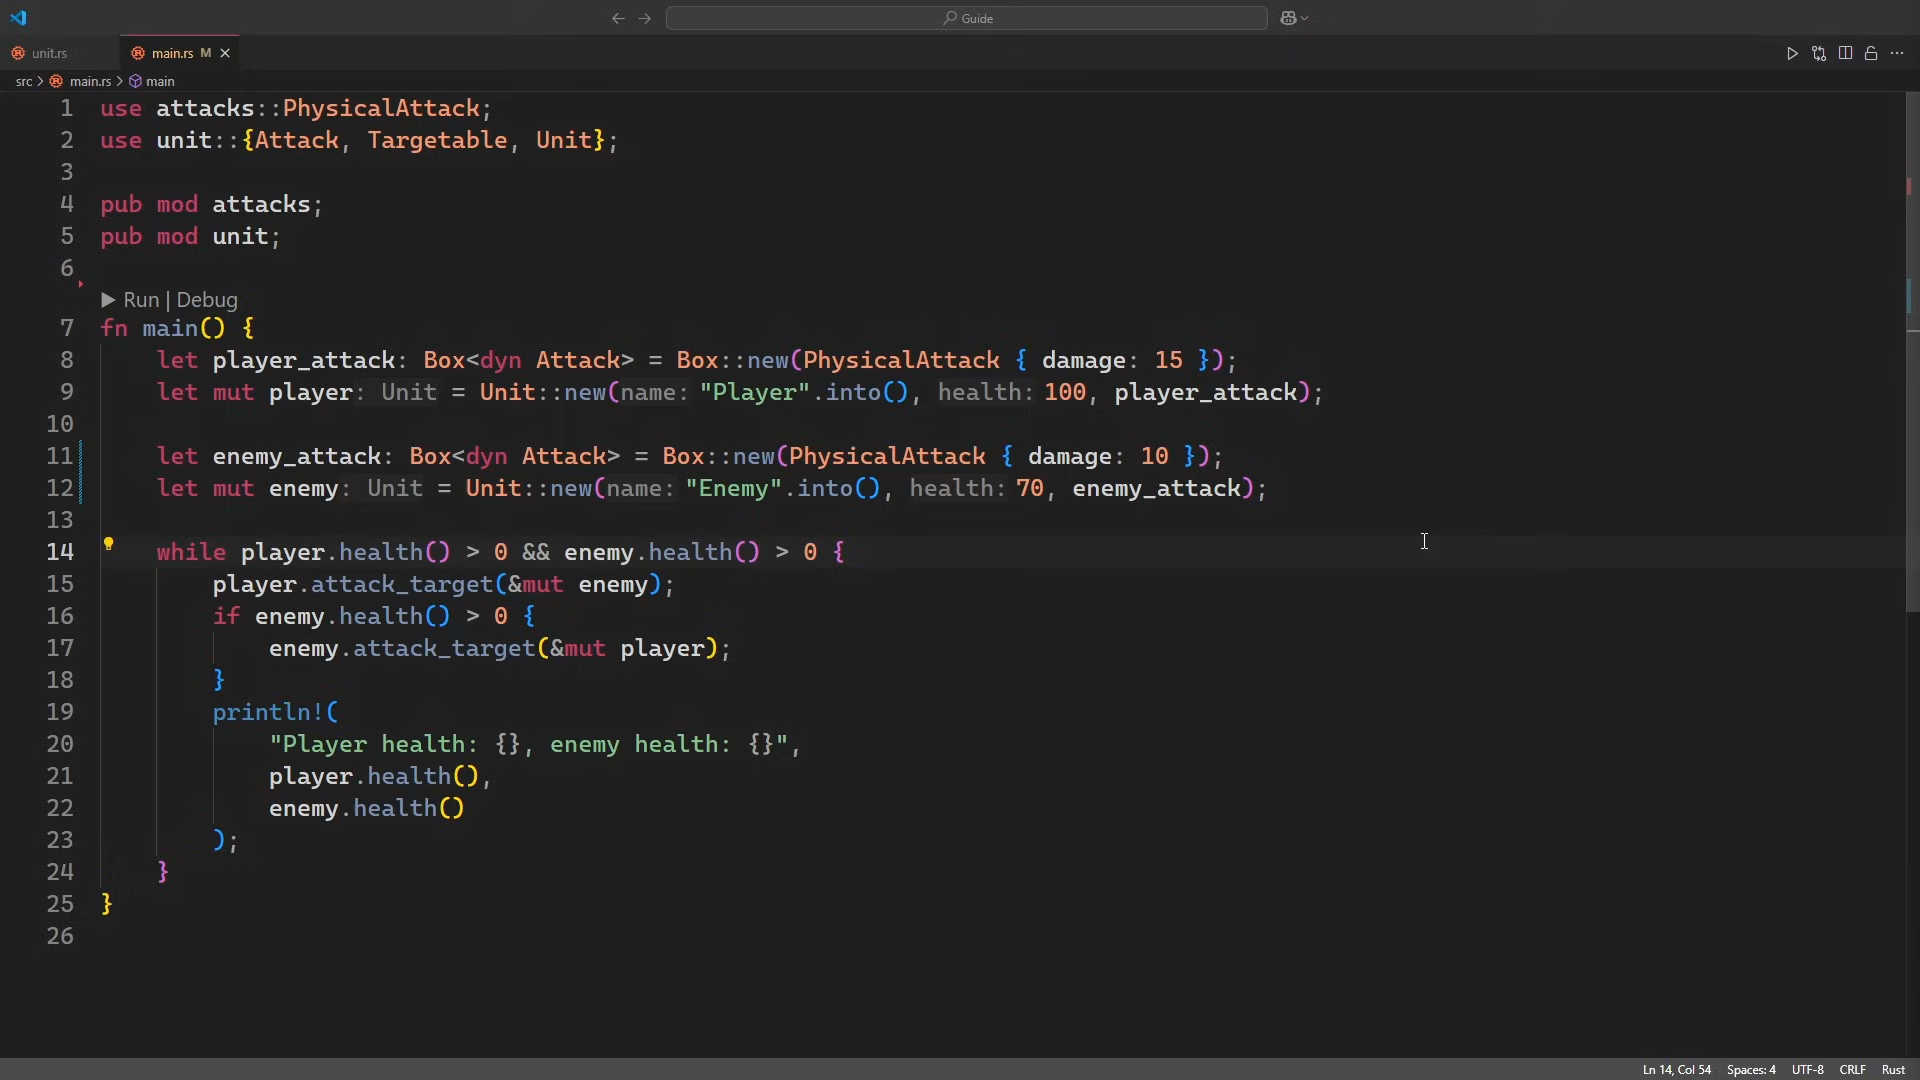 Guide
unit.rs
main.rs M
src > main.rs > main
1 use attacks::PhysicalAttack;
2 use unit::{Attack, Targetable, Unit};
3
4 pub mod attacks;
5 pub mod unit;
6
Run | Debug
7 fn main() {
8 let player_attack: Box<dyn Attack> = Box::new(PhysicalAttack { damage: 15 });
9 let mut player: Unit = Unit::new(name: "Player".into(), health: 100, player_attack);
10
11 let enemy_attack: Box<dyn Attack> = Box::new(PhysicalAttack { damage: 10 });
12 let mut enemy: Unit = Unit::new(name: "Enemy".into(), health: 70, enemy_attack);
13
14 while player.health() > 0 && enemy.health() > 0 {
15 player.attack_target(&mut enemy);
16 if enemy.health() > 0 {
17 enemy.attack_target(&mut player);
18 }
19 println!(
20 "Player health: {}, enemy health: {}",
21 player.health(),
22 enemy.health()
23 );
24 }
25 }
26
Ln 14, Col 54 Spaces: 4 UTF-8 CRLF Rust